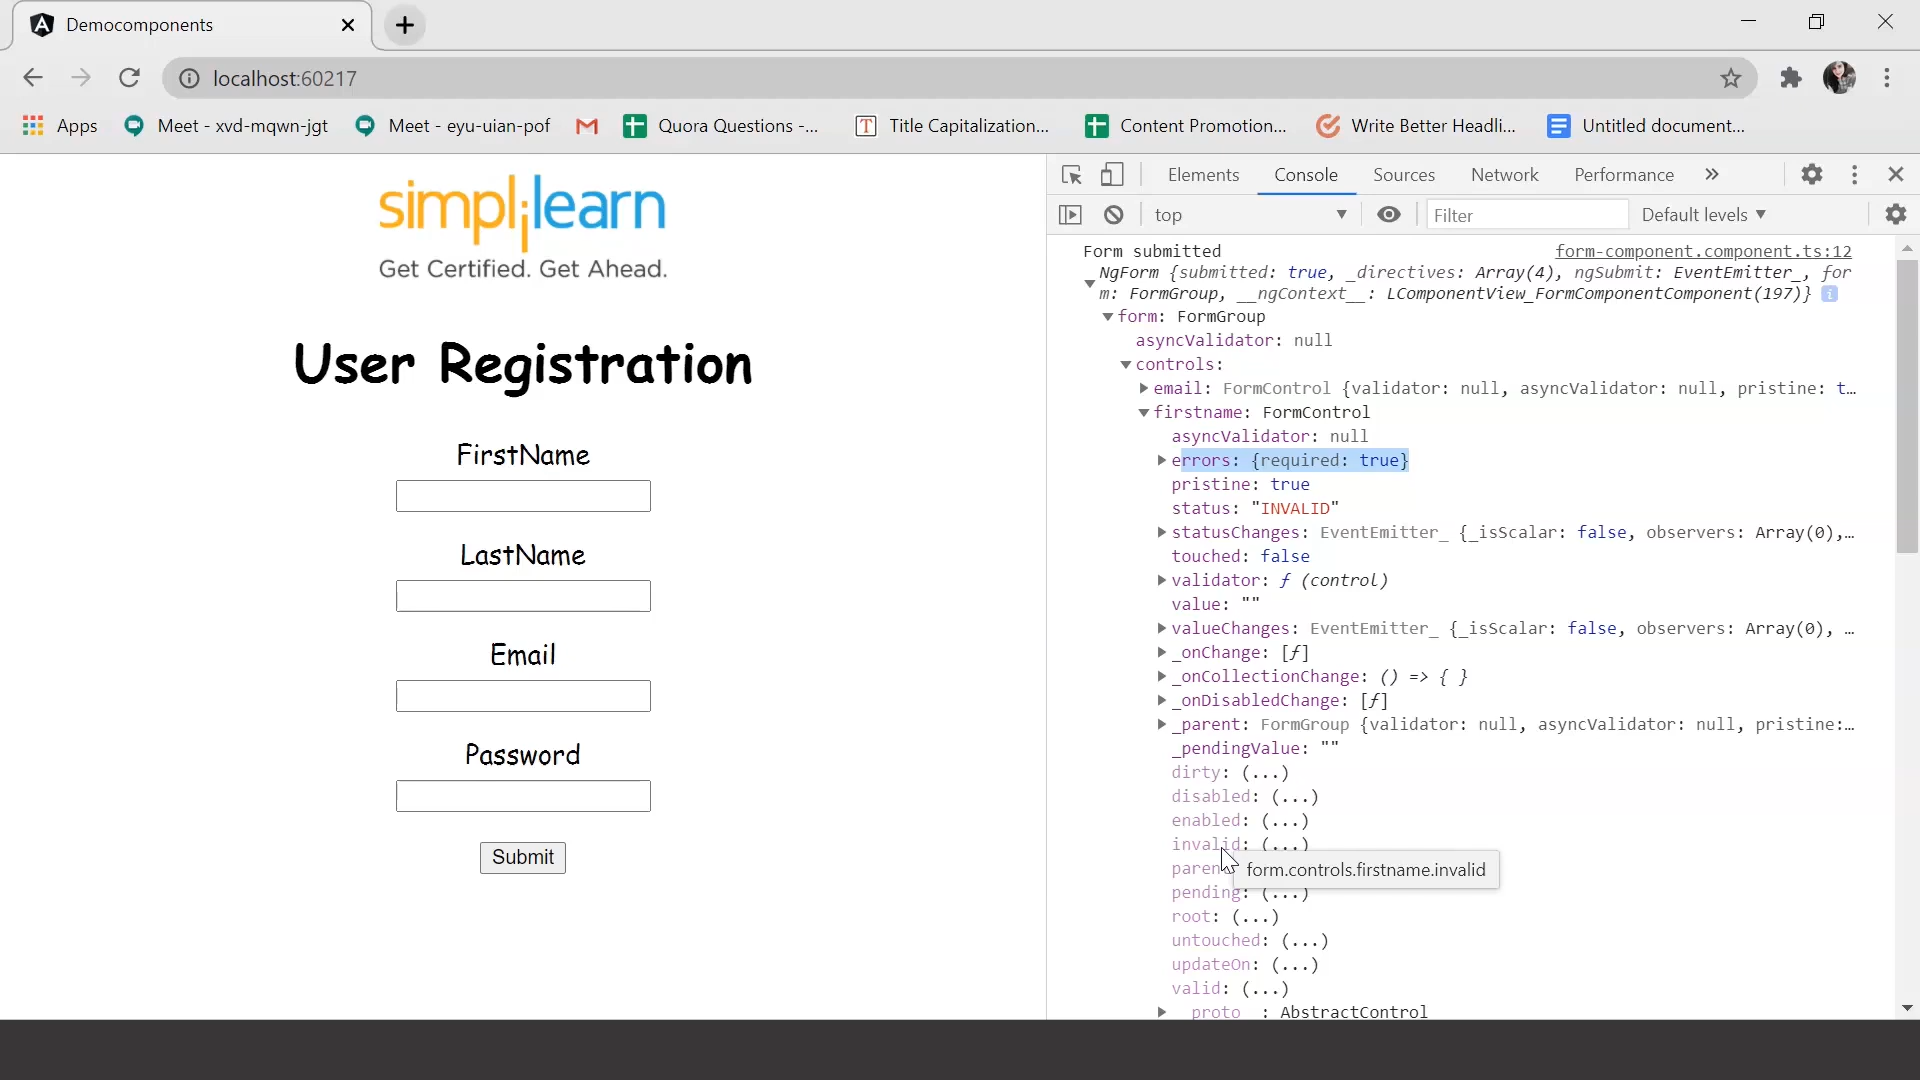 Democomponents
localhost:60217
Apps
Meet - xvd-mqwn-jgt
Meet - eyu-uian-pof
Quora Questions -...
Title Capitalization...
Content Promotion...
Write Better Headli...
Untitled document...
simplilearn
Get Certified. Get Ahead.
User Registration
FirstName
LastName
Email
Password
Submit
Elements Console Sources Network Performance »
top Filter Default levels
Form submitted form-component.component.ts:12
NgForm {submitted: true, _directives: Array(4), ngSubmit: EventEmitter_, for
m: FormGroup, __ngContext__: LComponentView_FormComponentComponent(197)} i
form: FormGroup
asyncValidator: null
controls:
email: FormControl {validator: null, asyncValidator: null, pristine: t…
firstname: FormControl
asyncValidator: null
errors: {required: true}
pristine: true
status: "INVALID"
statusChanges: EventEmitter_ {_isScalar: false, observers: Array(0),…
touched: false
validator: ƒ (control)
value: ""
valueChanges: EventEmitter_ {_isScalar: false, observers: Array(0), …
_onChange: [ƒ]
_onCollectionChange: () => { }
_onDisabledChange: [ƒ]
_parent: FormGroup {validator: null, asyncValidator: null, pristine:…
_pendingValue: ""
dirty: (...)
disabled: (...)
enabled: (...)
invalid: (...)
paren
form.controls.firstname.invalid
pending: (...)
root: (...)
untouched: (...)
updateOn: (...)
valid: (...)
__proto__: AbstractControl